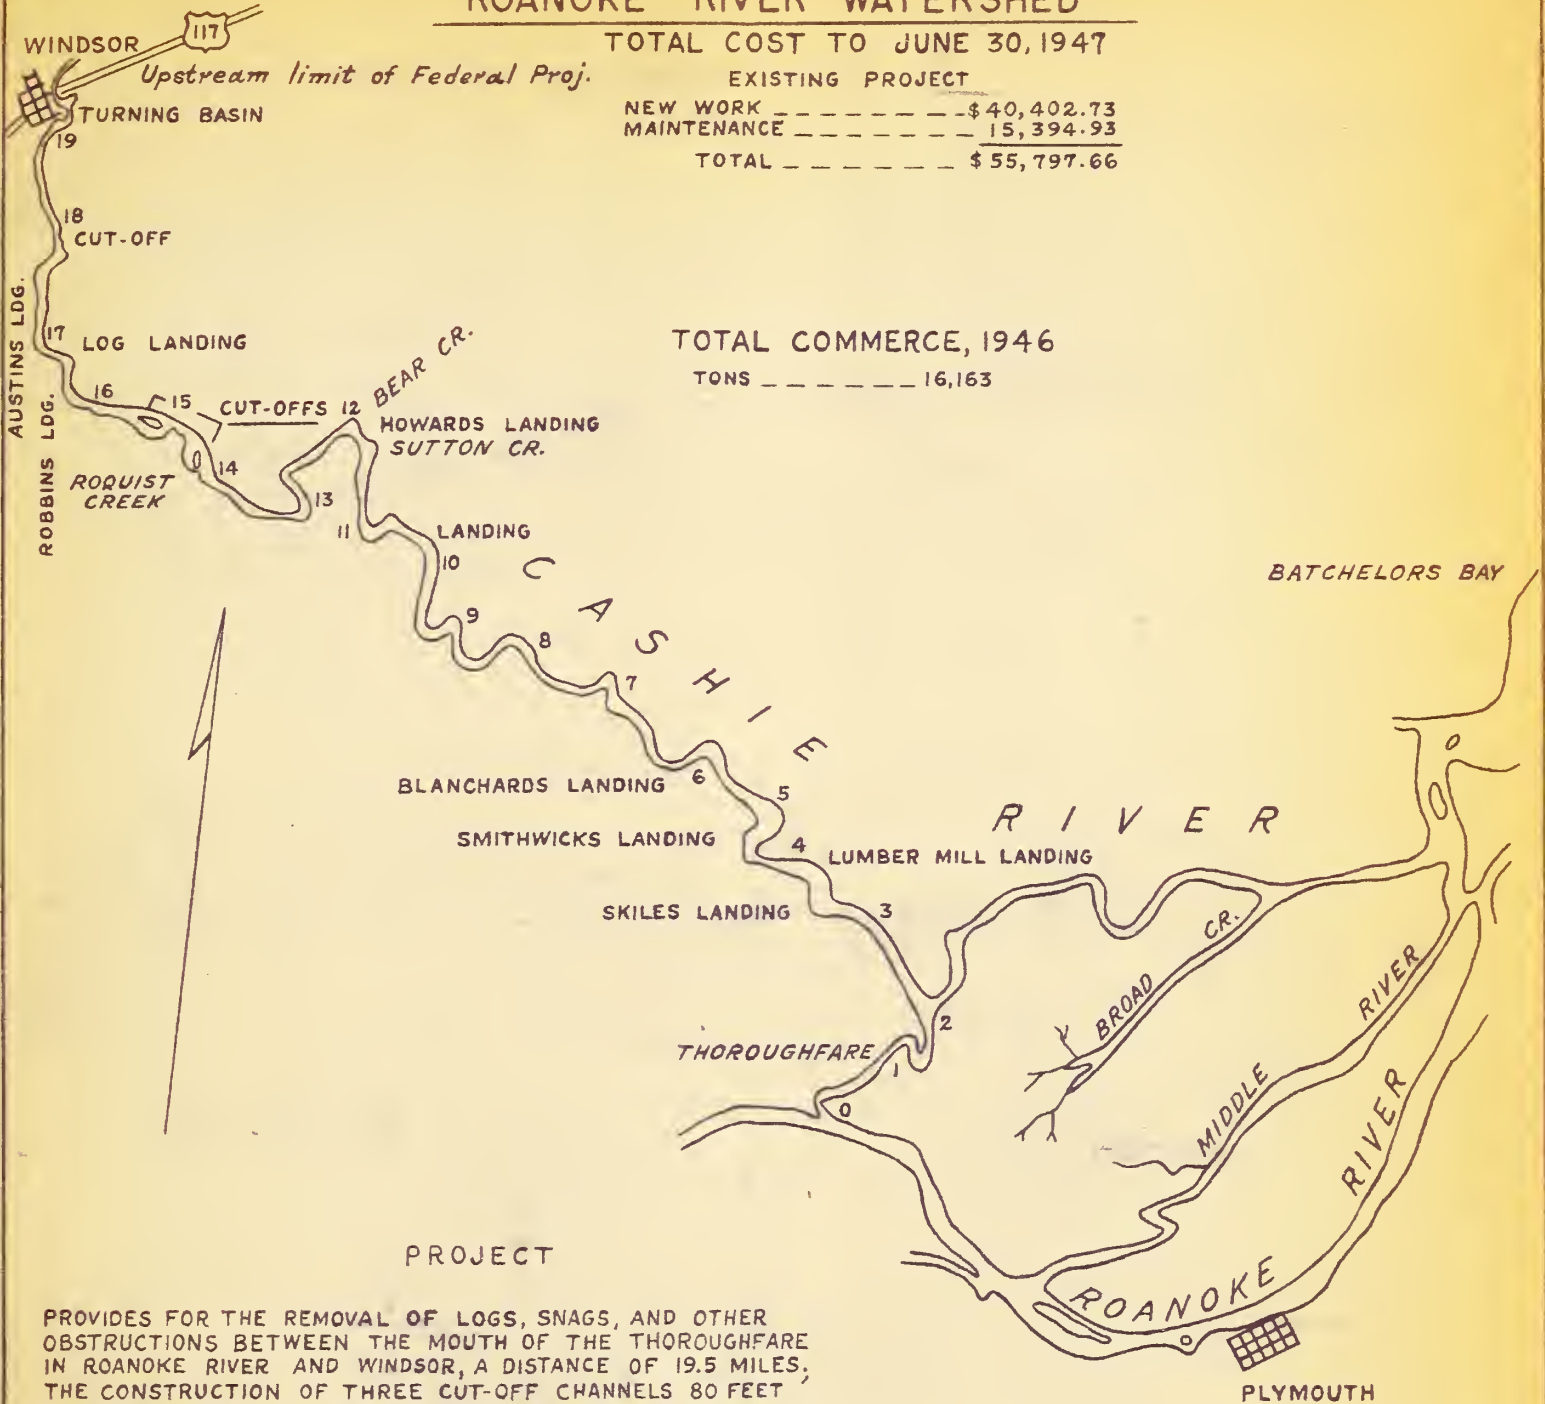 ROANOKE RIVER WATERSHED
TOTAL COST TO JUNE 30, 1947
EXISTING PROJECT
NEW WORK _ _ _ _ _ _ _ _ $40,402.73
MAINTENANCE _ _ _ _ _ _ _ 15,394.93
TOTAL _ _ _ _ _ _ $55,797.66
117
WINDSOR
Upstream limit of Federal Proj.
TURNING BASIN
19
18
CUT-OFF
AUSTINS LDG.
17
LOG LANDING
TOTAL COMMERCE, 1946
TONS _ _ _ _ _ _ 16,163
ROBBINS LDG.
16
15
CUT-OFFS
12
BEAR CR.
HOWARDS LANDING
SUTTON CR.
14
ROQUIST
CREEK
13
11
LANDING
10
CASHIE
BATCHELORS BAY
9
8
7
6
BLANCHARDS LANDING
5
RIVER
SMITHWICKS LANDING
4
LUMBER MILL LANDING
SKILES LANDING
3
BROAD CR.
2
MIDDLE RIVER
THOROUGHFARE
1
0
ROANOKE RIVER
PROJECT
PROVIDES FOR THE REMOVAL OF LOGS, SNAGS, AND OTHER
OBSTRUCTIONS BETWEEN THE MOUTH OF THE THOROUGHFARE
IN ROANOKE RIVER AND WINDSOR, A DISTANCE OF 19.5 MILES;
THE CONSTRUCTION OF THREE CUT-OFF CHANNELS 80 FEET
PLYMOUTH